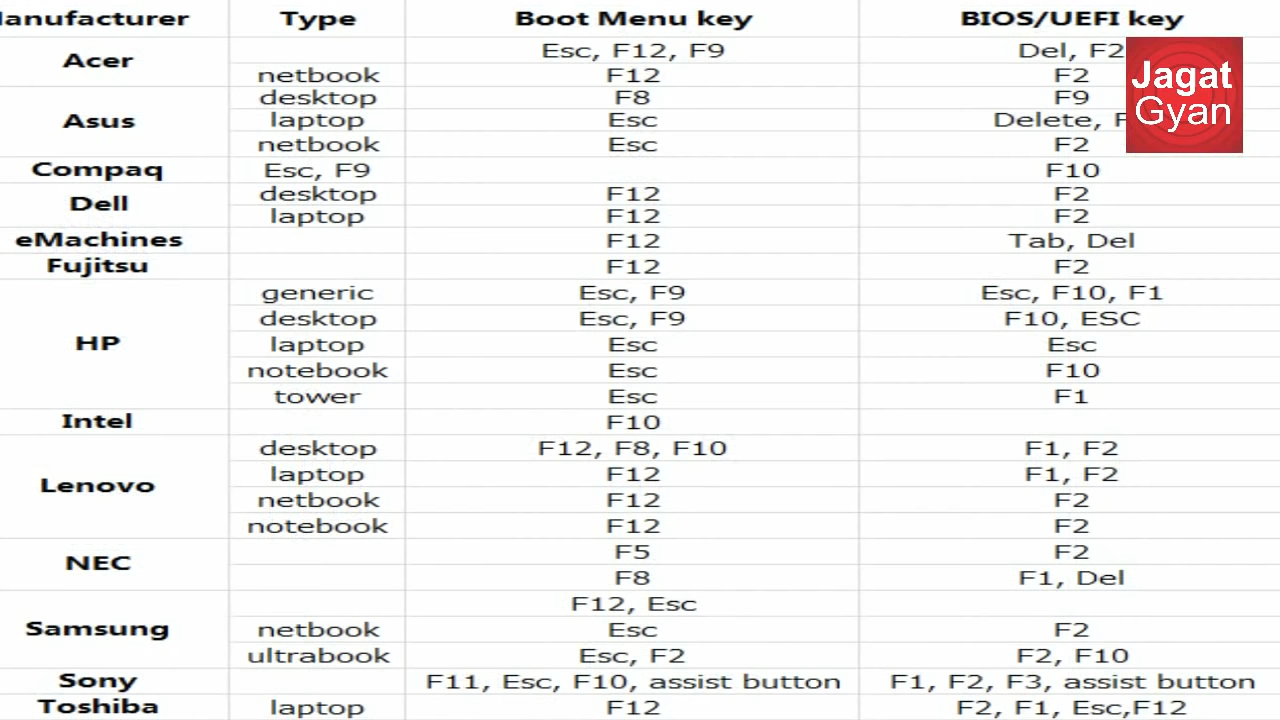 anufacturer Type Boot Menu key BIOS/UEFI key
Acer Esc, F12, F9 Del, F2
netbook F12 F2
Asus desktop F8 F9
laptop Esc Delete,
netbook Esc F2
Compaq Esc, F9 F10
Dell desktop F12 F2
laptop F12 F2
eMachines F12 Tab, Del
Fujitsu F12 F2
HP generic Esc, F9 Esc, F10, F1
desktop Esc, F9 F10, ESC
laptop Esc Esc
notebook Esc F10
tower Esc F1
Intel F10
Lenovo desktop F12, F8, F10 F1, F2
laptop F12 F1, F2
netbook F12 F2
notebook F12 F2
NEC F5 F2
F8 F1, Del
Samsung F12, Esc
netbook Esc F2
ultrabook Esc, F2 F2, F10
Sony F11, Esc, F10, assist button F1, F2, F3, assist button
Toshiba laptop F12 F2, F1, Esc,F12
Jagat
Gyan